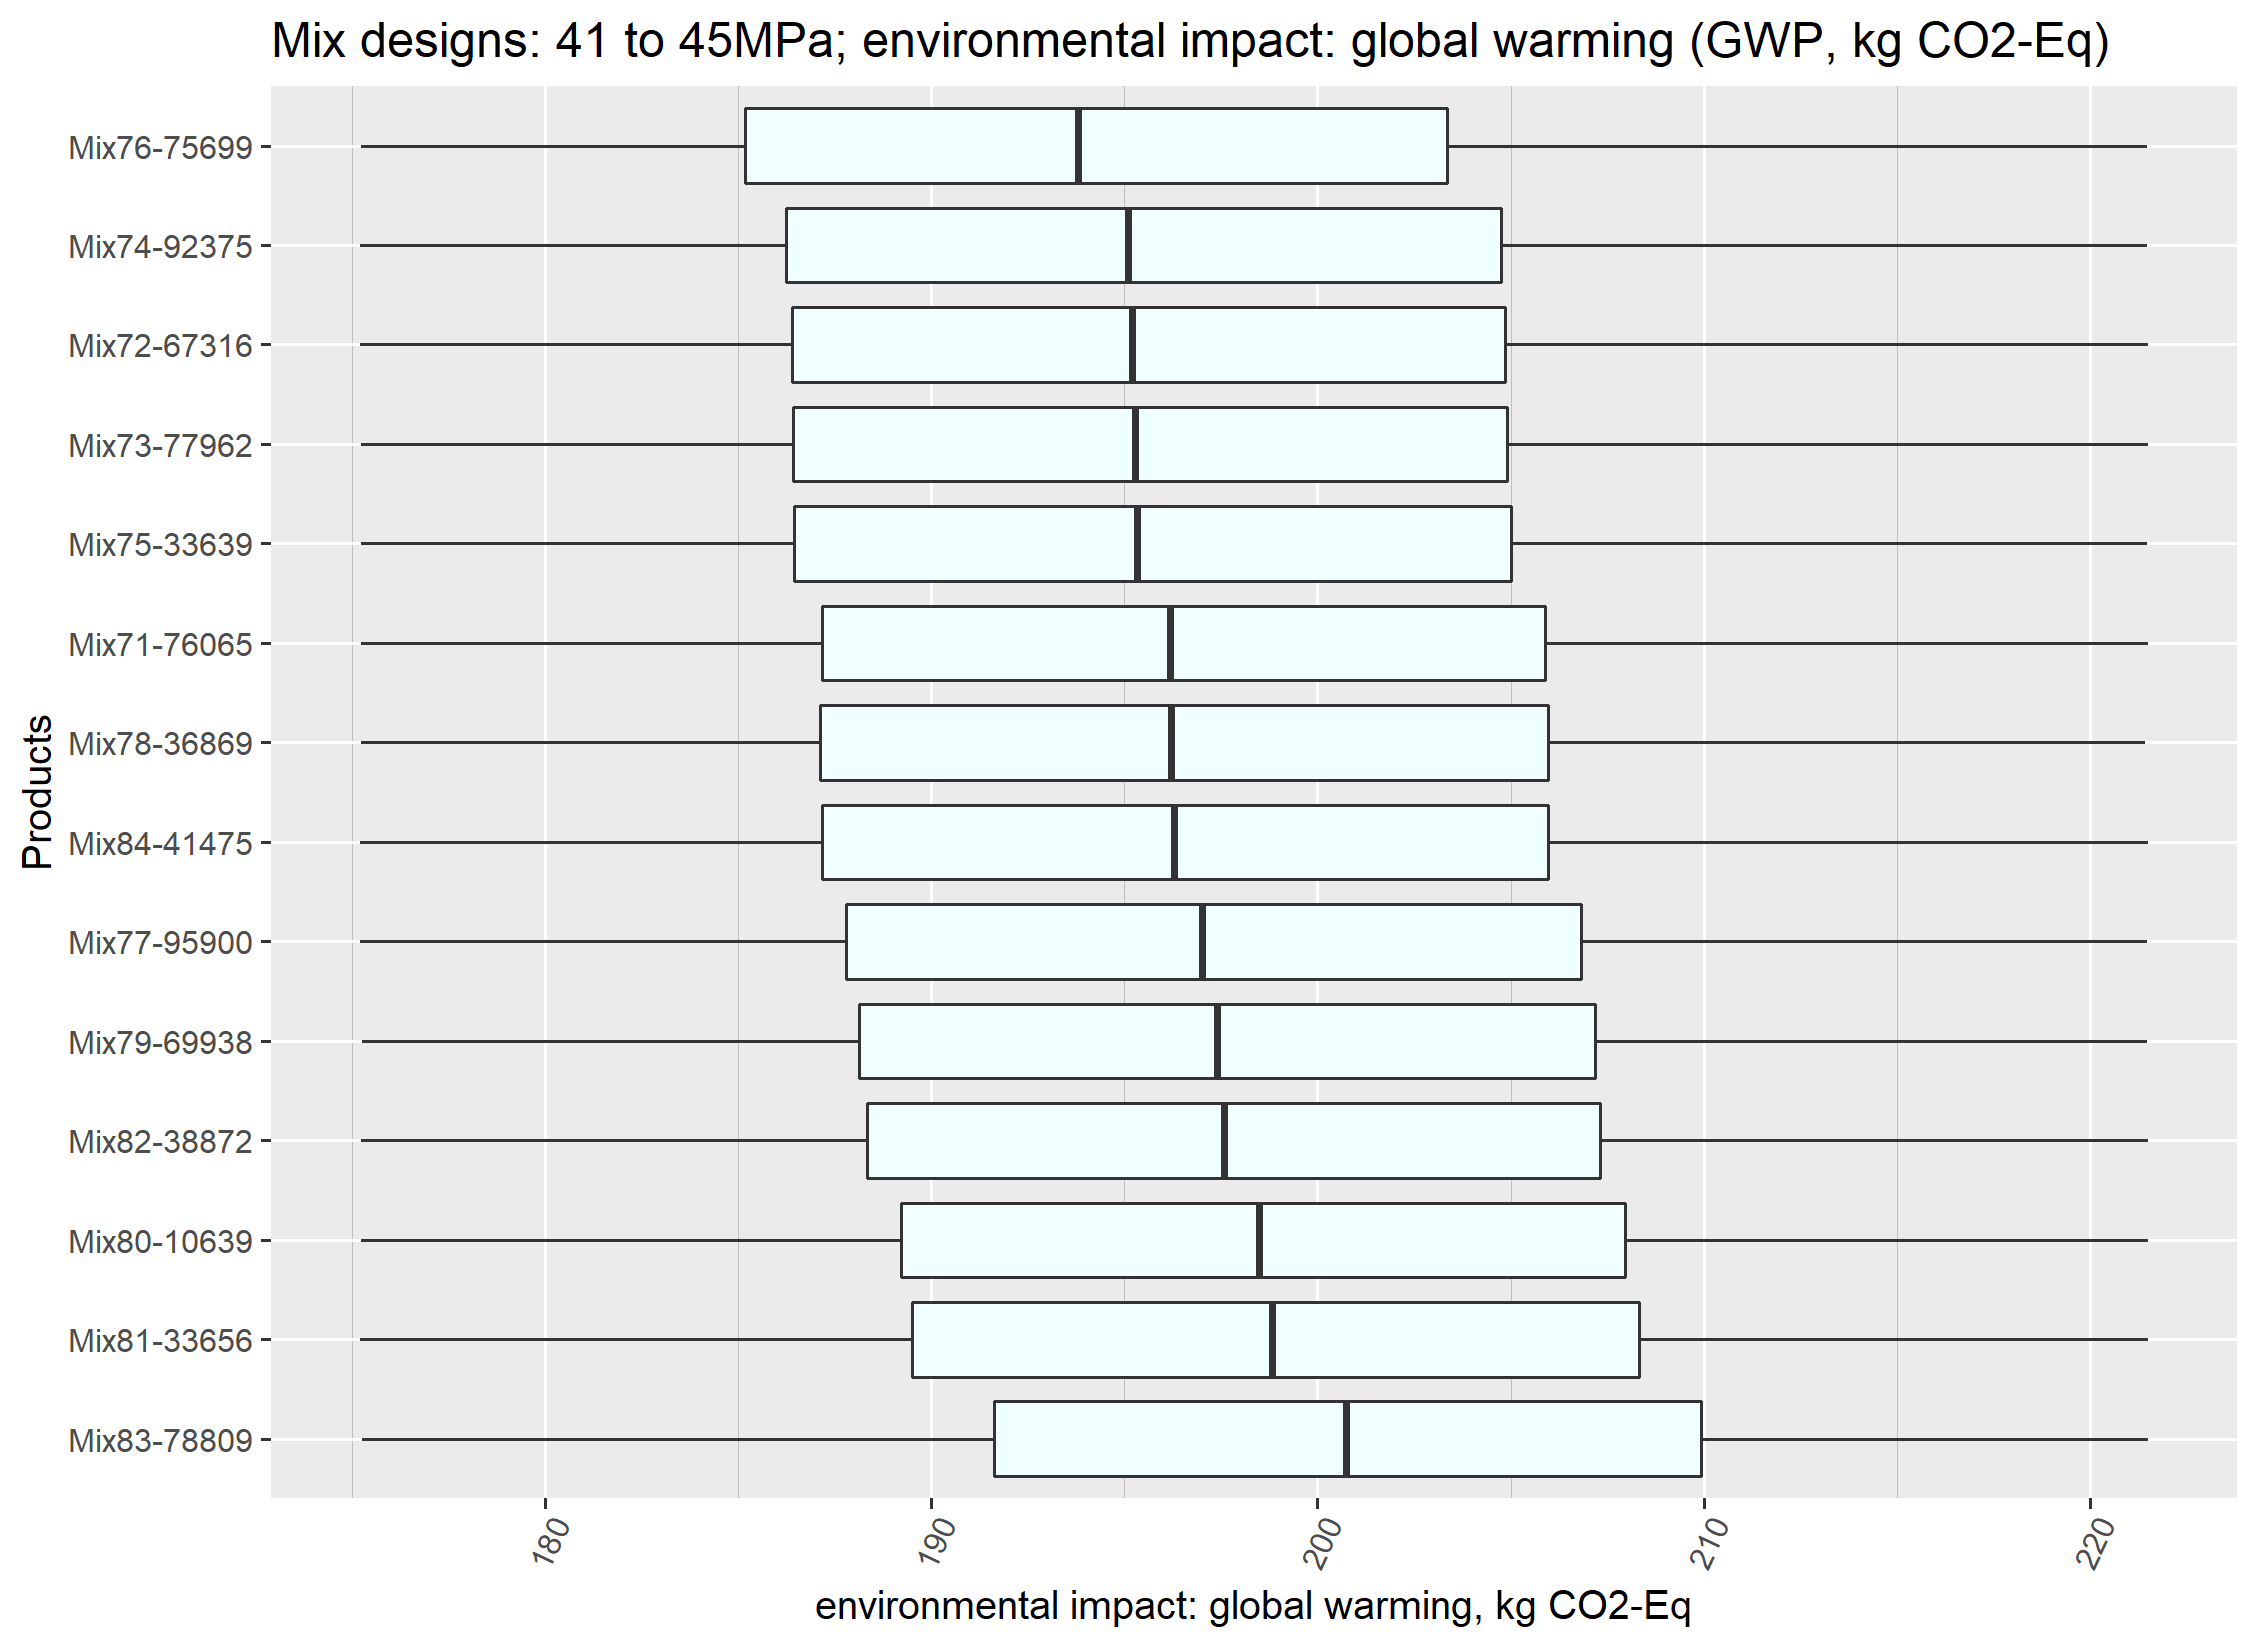 Mix designs: 41 to 45MPa; environmental impact: global warming (GWP, kg CO2-Eq)
Products
Mix76-75699
Mix74-92375
Mix72-67316
Mix73-77962
Mix75-33639
Mix71-76065
Mix78-36869
Mix84-41475
Mix77-95900
Mix79-69938
Mix82-38872
Mix80-10639
Mix81-33656
Mix83-78809
180
190
200
210
220
environmental impact: global warming, kg CO2-Eq